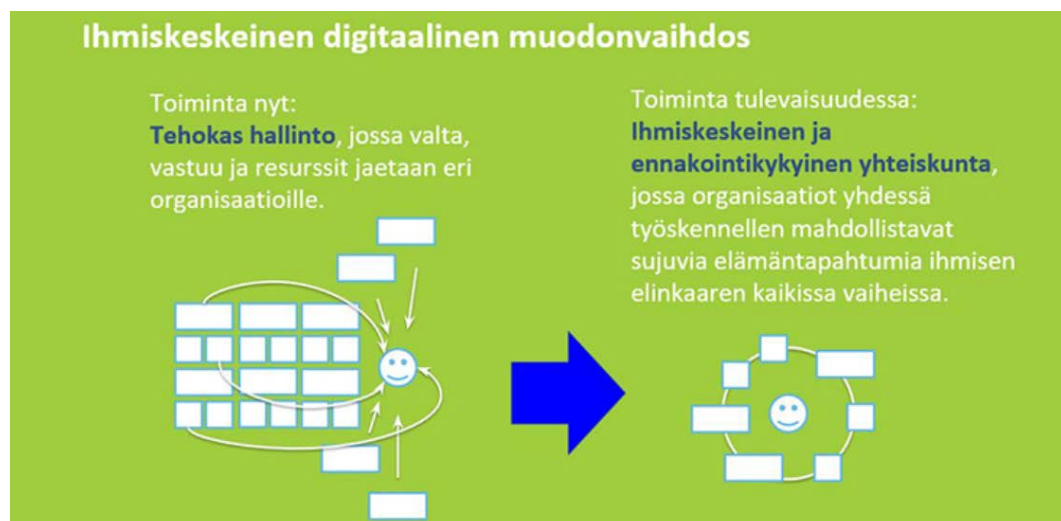 Ihmiskeskeinen digitaalinen muodonvaihdos
Toiminta nyt:
Tehokas hallinto, jossa valta,
vastuu ja resurssit jaetaan eri
organisaatioille.
Toiminta tulevaisuudessa:
Ihmiskeskeinen ja
ennakointikykyinen yhteiskunta,
jossa organisaatiot yhdessä
työskennellen mahdollistavat
sujuvia elämäntapahtumia ihmisen
elinkaaren kaikissa vaiheissa.